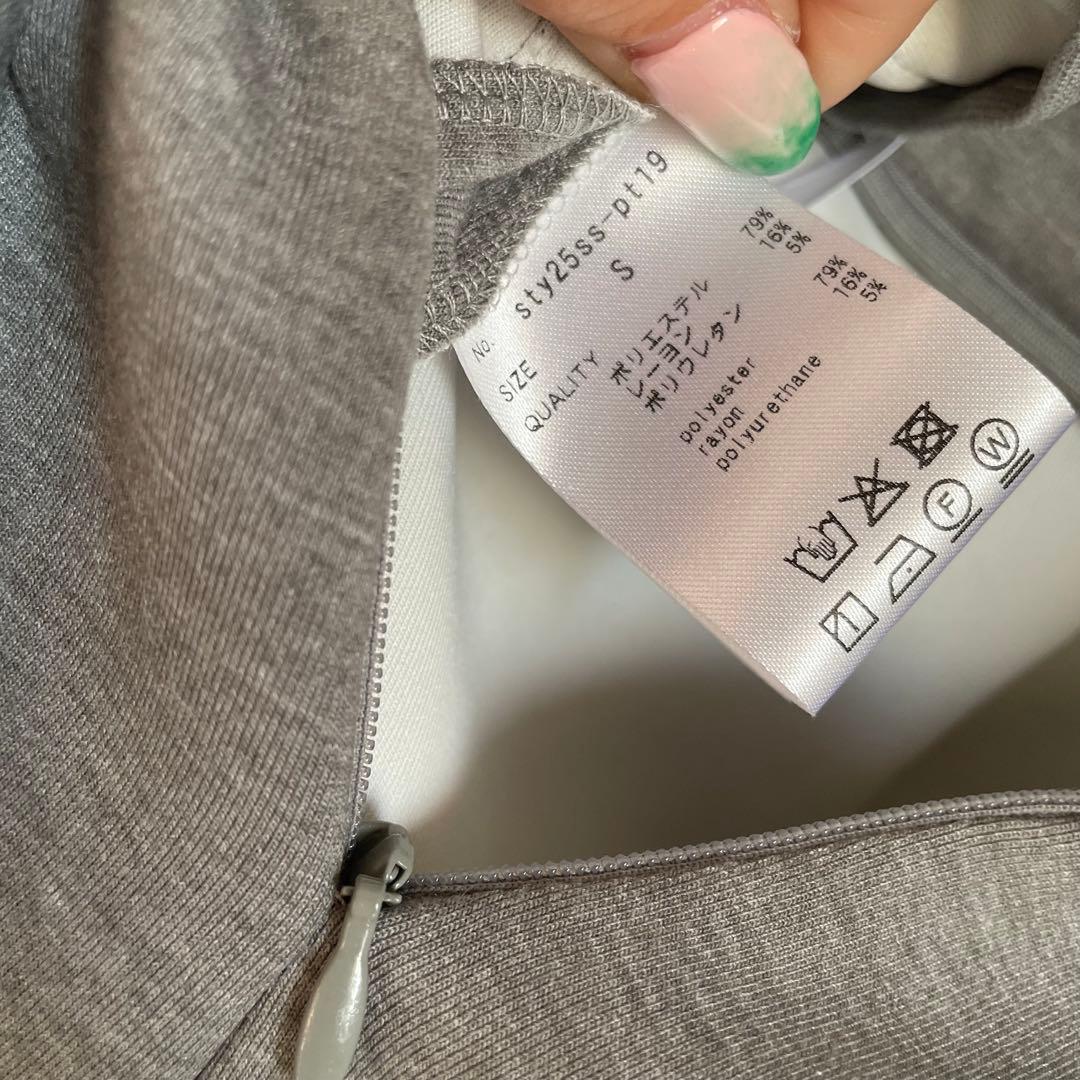 No. sty25ss-pt19
SIZE S
QUALITY
ポリエステル 79%
レーヨン 16%
ポリウレタン 5%
polyester 79%
rayon 16%
polyurethane 5%
W
F